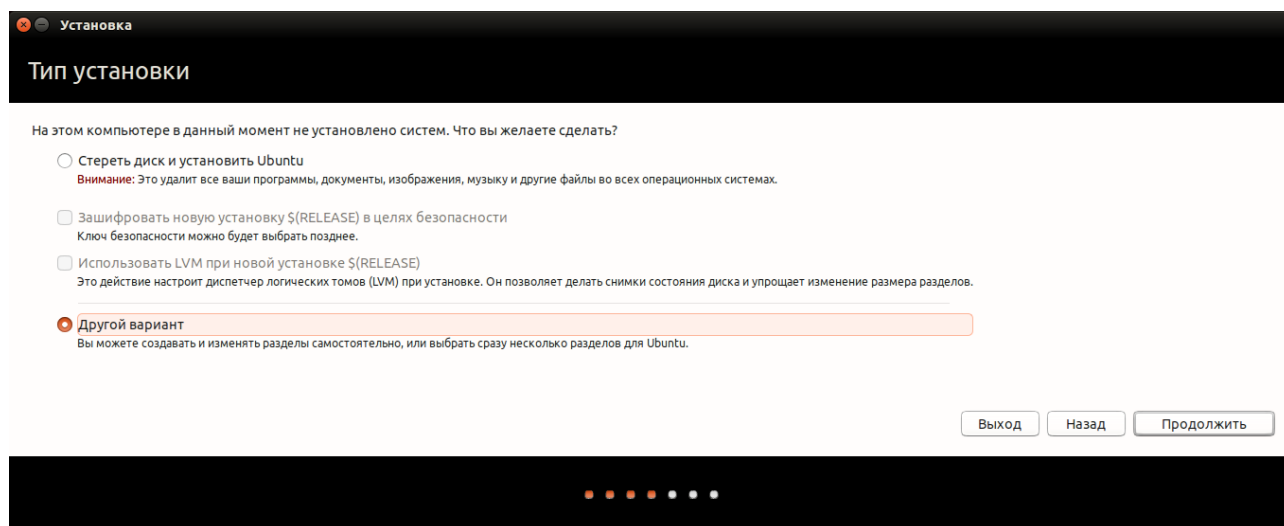 Установка
Тип установки
На этом компьютере в данный момент не установлено систем. Что вы желаете сделать?
Стереть диск и установить Ubuntu
Внимание: Это удалит все ваши программы, документы, изображения, музыку и другие файлы во всех операционных системах.
Зашифровать новую установку $(RELEASE) в целях безопасности
Ключ безопасности можно будет выбрать позднее.
Использовать LVM при новой установке $(RELEASE)
Это действие настроит диспетчер логических томов (LVM) при установке. Он позволяет делать снимки состояния диска и упрощает изменение размера разделов.
Другой вариант
Вы можете создавать и изменять разделы самостоятельно, или выбрать сразу несколько разделов для Ubuntu.
Выход Назад Продолжить